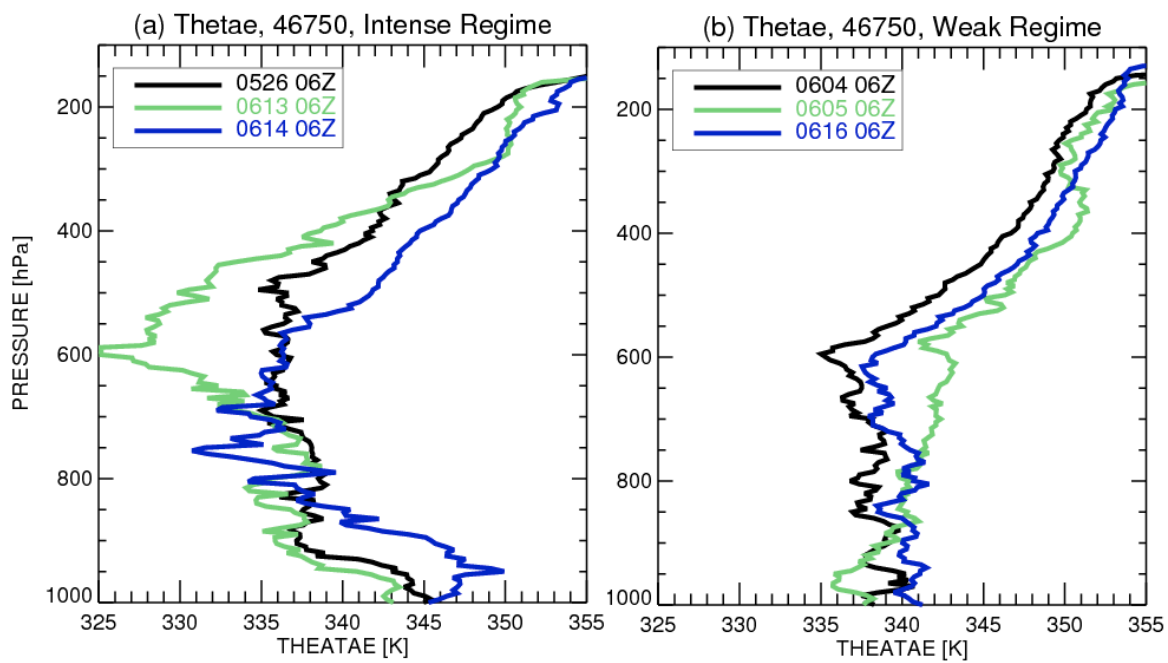 (a) Thetae, 46750, Intense Regime
0526 06Z
0613 06Z
0614 06Z
PRESSURE [hPa]
200
400
600
800
1000
325 330 335 340 345 350 355
THEATAE [K]
(b) Thetae, 46750, Weak Regime
0604 06Z
0605 06Z
0616 06Z
200
400
600
800
1000
325 330 335 340 345 350 355
THEATAE [K]